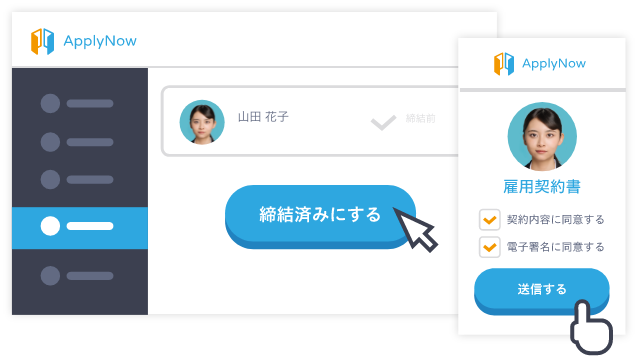 ApplyNow
山田 花子
締結前
締結済みにする
ApplyNow
雇用契約書
契約内容に同意する
電子署名に同意する
送信する